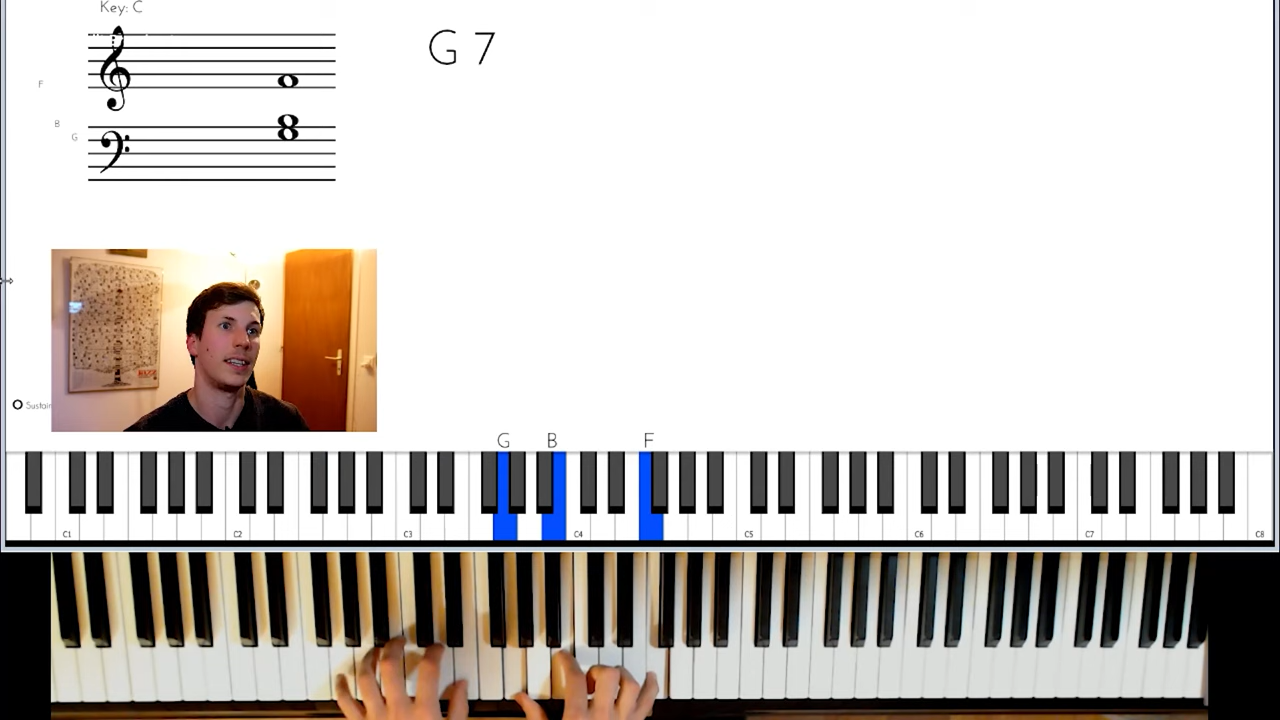 Key: C
G 7
F
B
G
Sustain
G B F
C1 C2 C3 C4 C5 C6 C7 C8